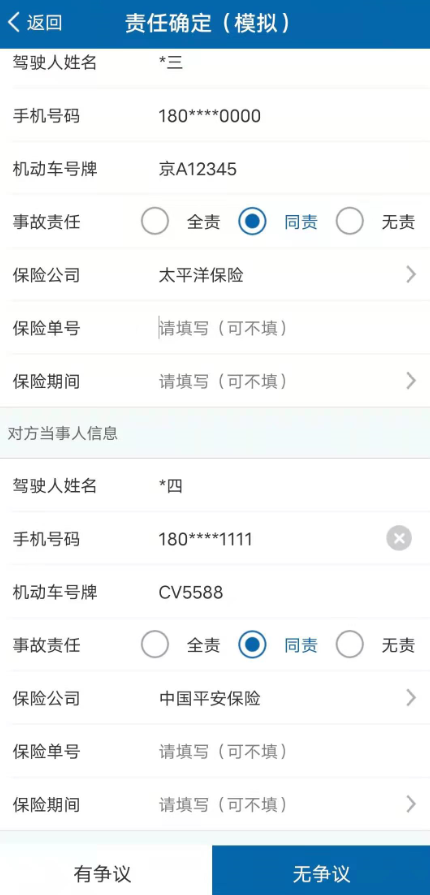 返回 责任确定（模拟）
驾驶人姓名 *三
手机号码 180****0000
机动车号牌 京A12345
事故责任 全责 同责 无责
保险公司 太平洋保险
保险单号 请填写（可不填）
保险期间 请填写（可不填）
对方当事人信息
驾驶人姓名 *四
手机号码 180****1111
机动车号牌 CV5588
事故责任 全责 同责 无责
保险公司 中国平安保险
保险单号 请填写（可不填）
保险期间 请填写（可不填）
有争议 无争议